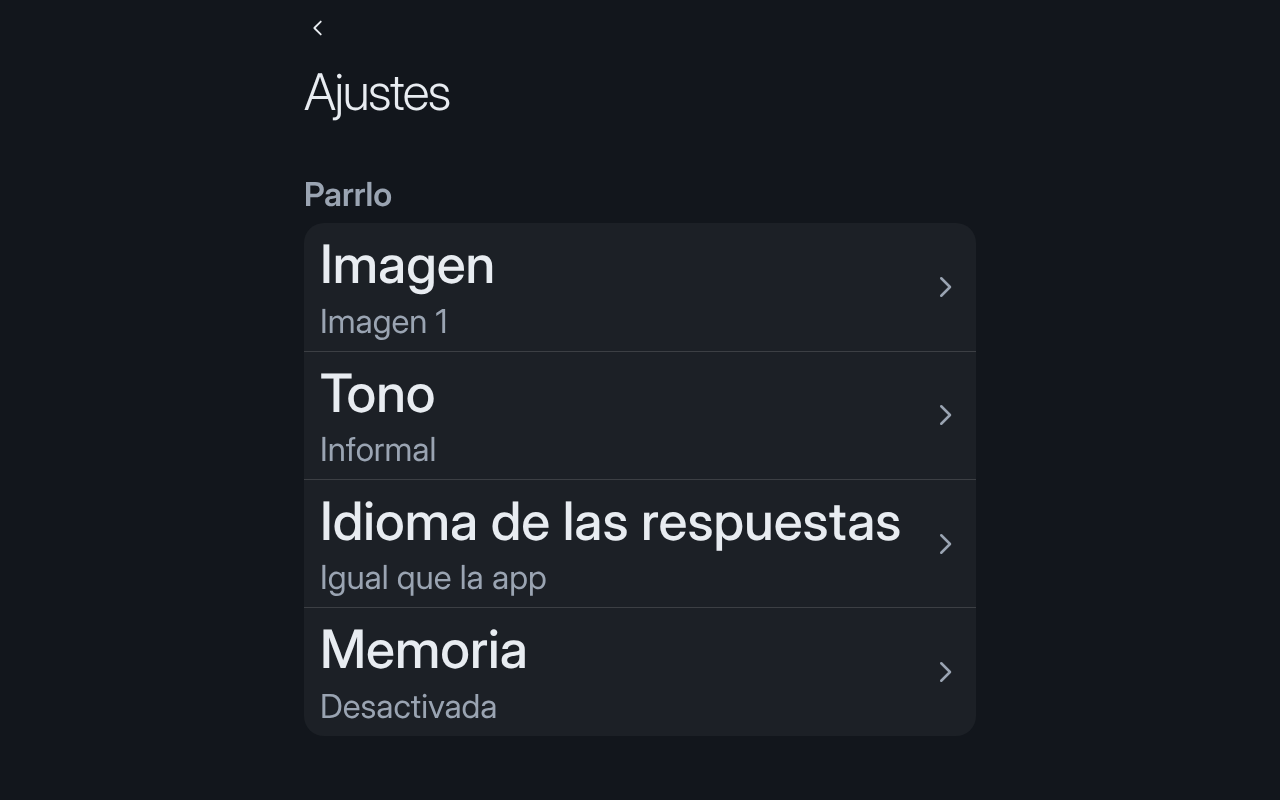 Ajustes
Parrlo
Imagen
Imagen 1
Tono
Informal
Idioma de las respuestas
Igual que la app
Memoria
Desactivada